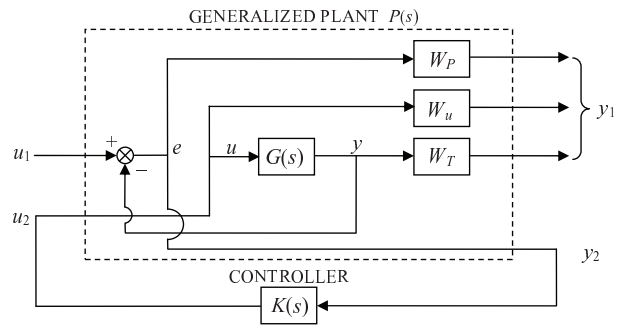 GENERALIZED PLANT P(s)
W_P
W_u
y_1
+
u_1
e
u
G(s)
y
W_T
−
u_2
y_2
CONTROLLER
K(s)